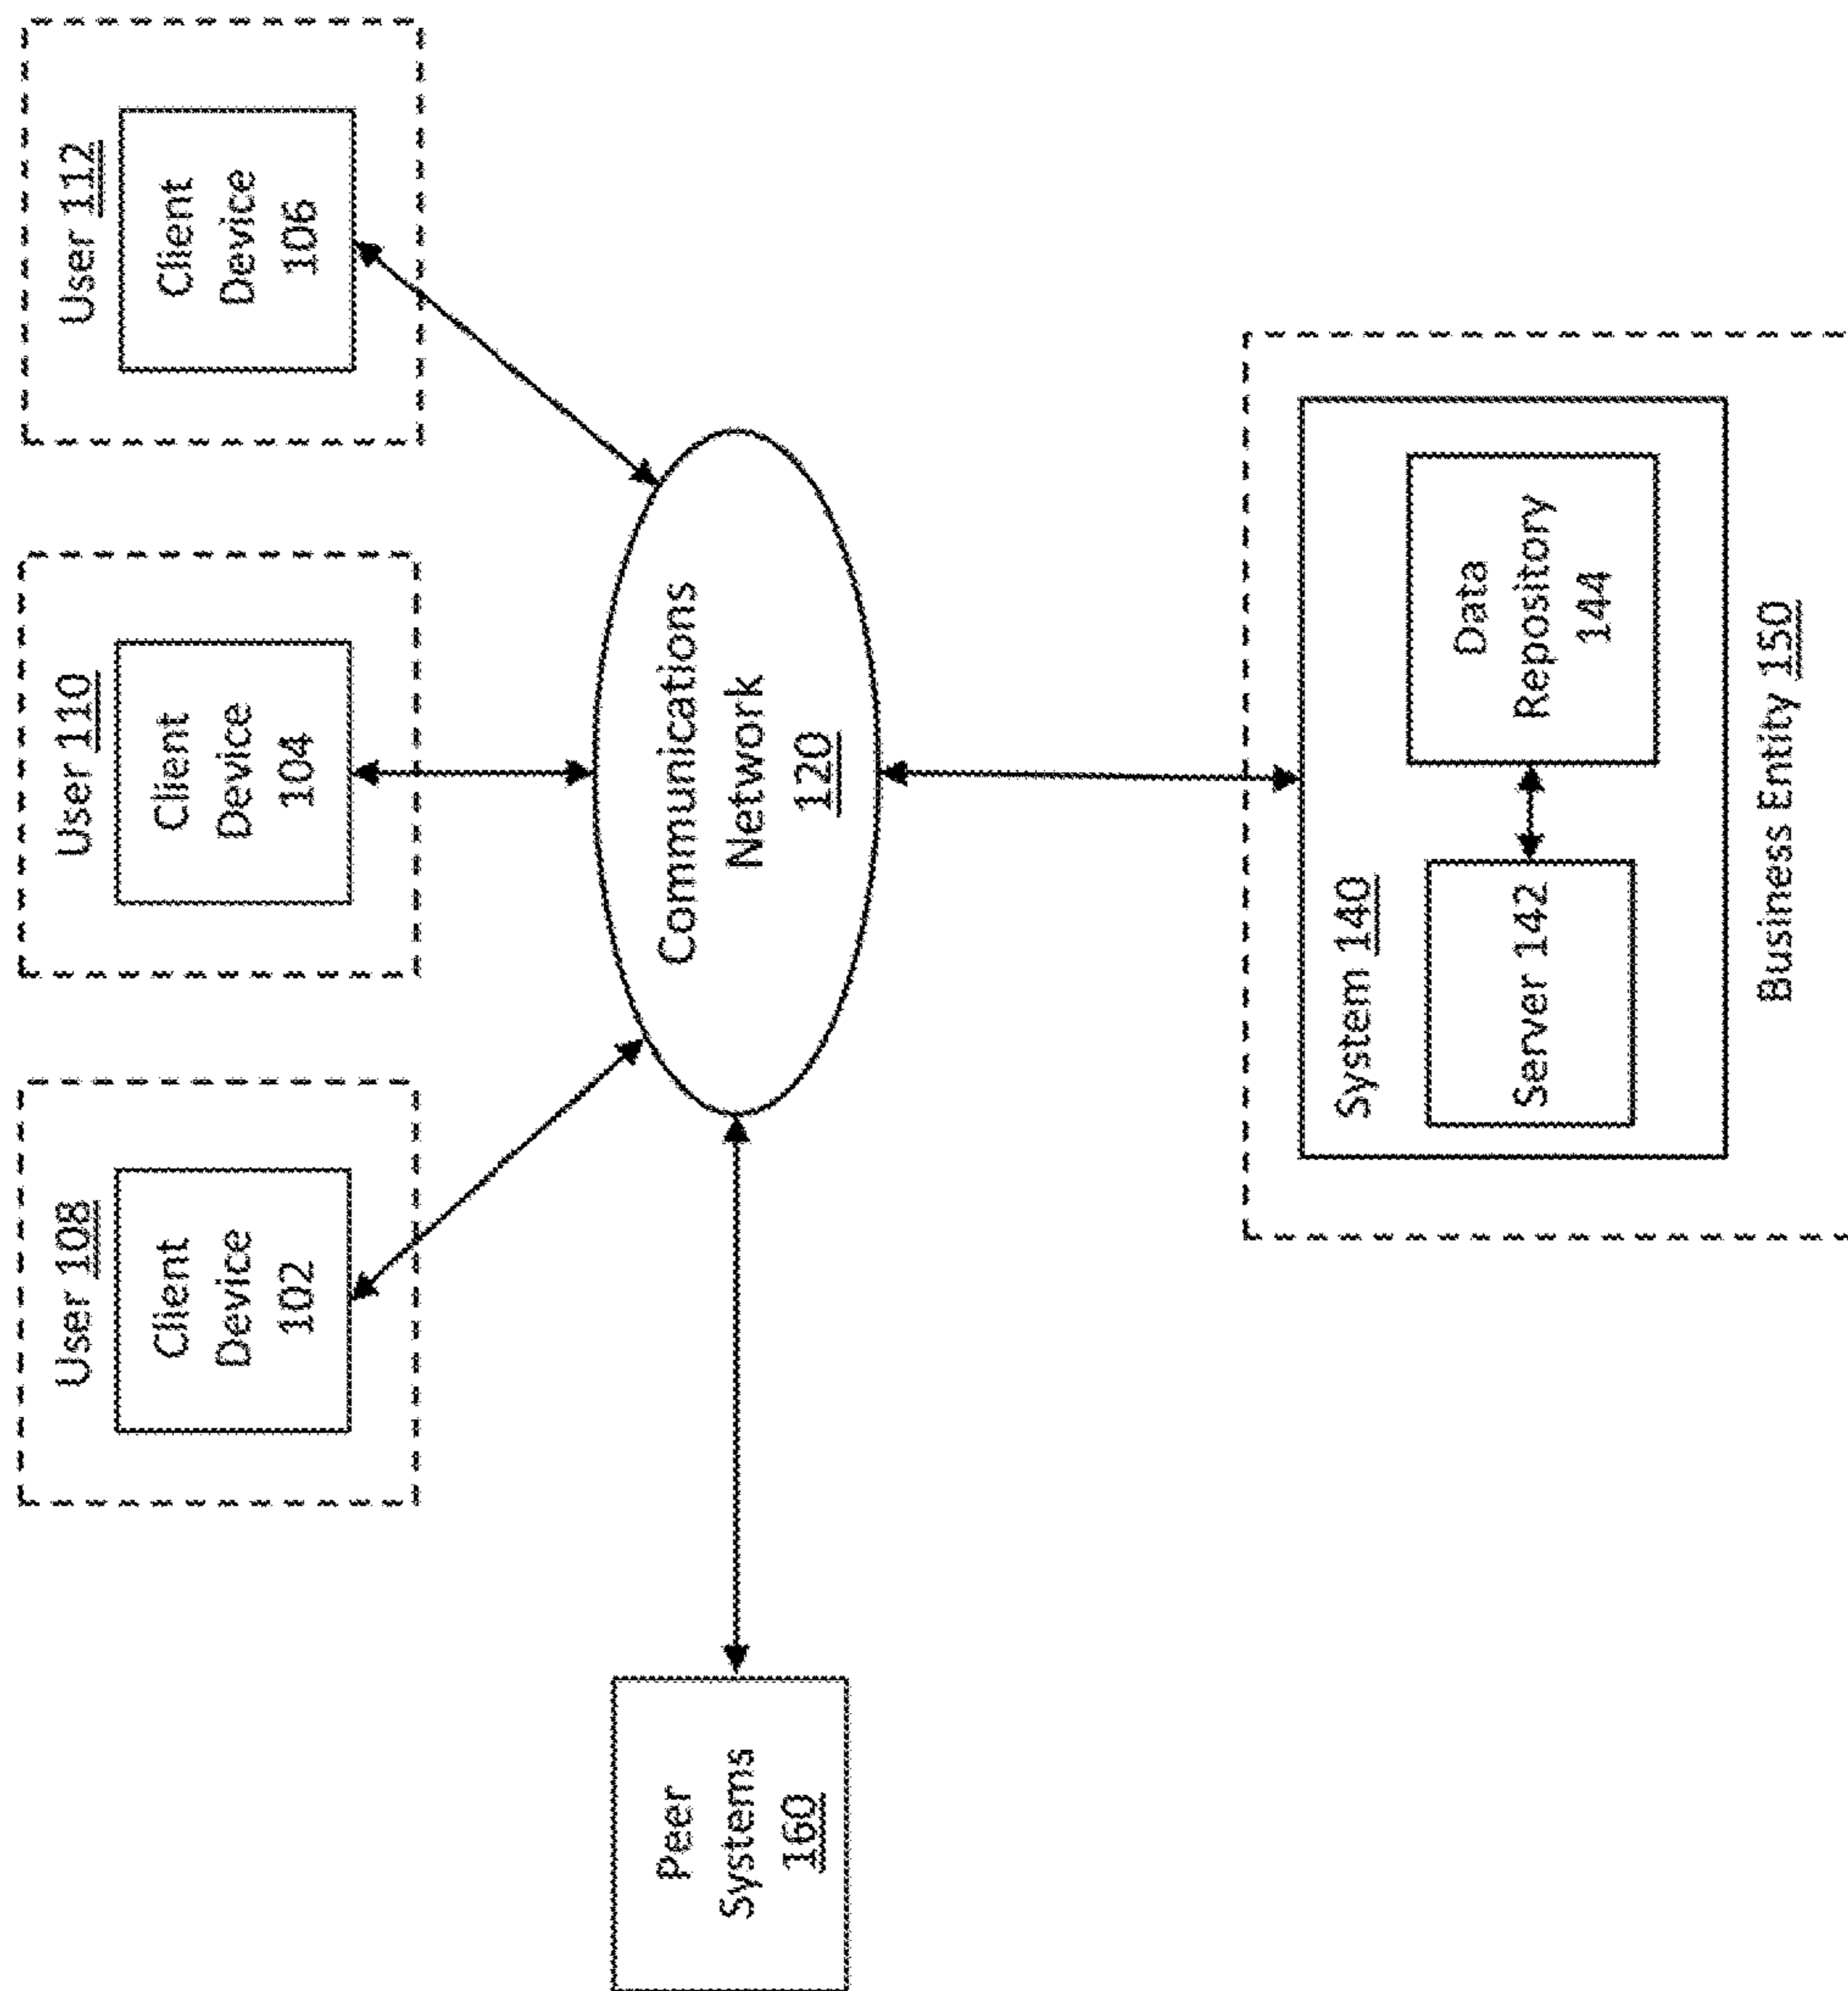 User 108
Client
Device
102
User 110
Client
Device
104
User 112
Client
Device
106
Peer
Systems
160
Communications
Network
120
System 140
Server 142
Data
Repository
144
Business Entity 150